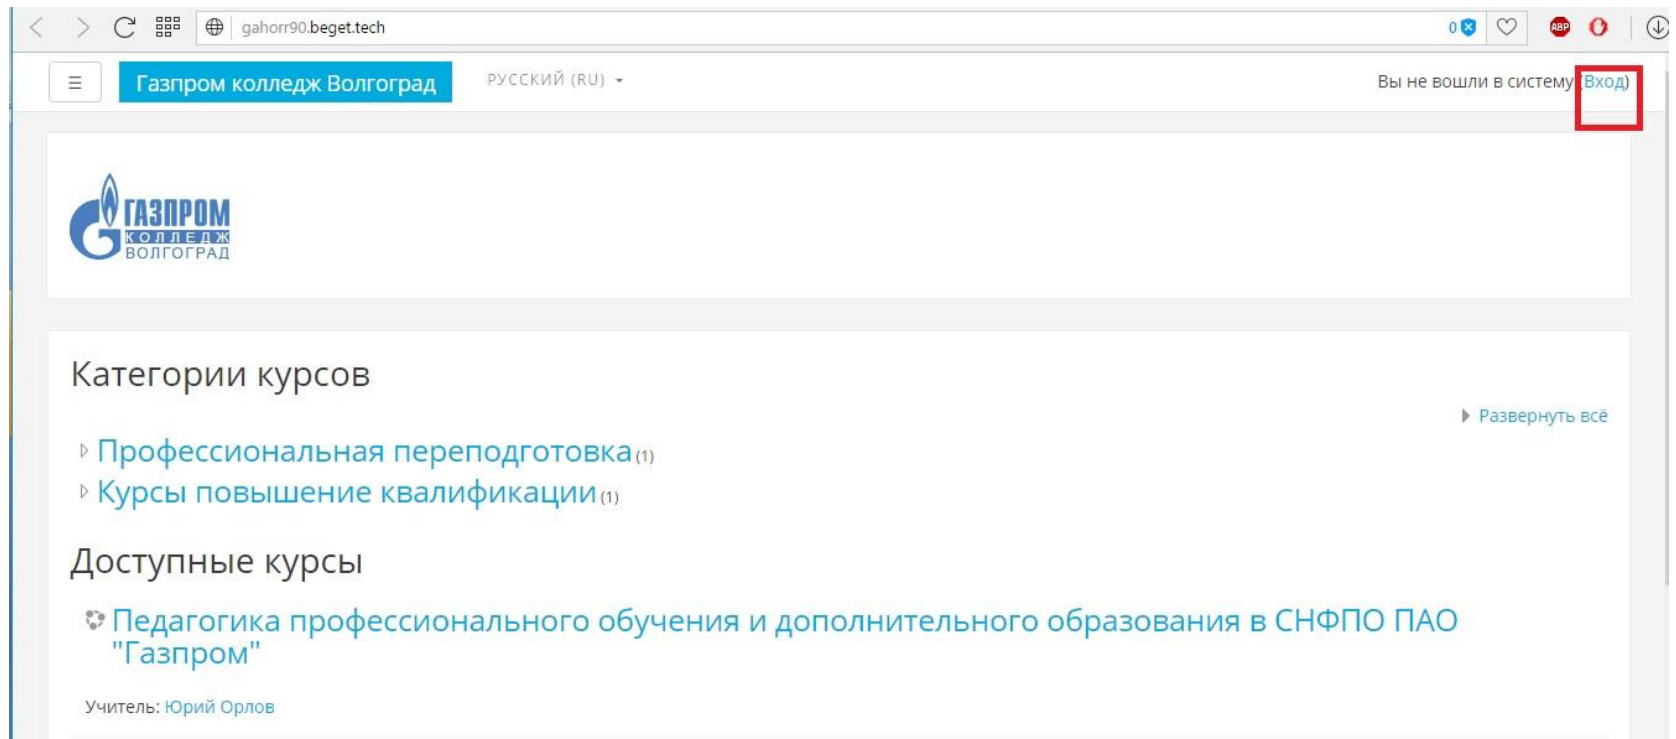 gahorr90.beget.tech
0
ABP
Газпром колледж Волгоград
РУССКИЙ (RU)
Вы не вошли в систему (Вход)
ГАЗПРОМ
КОЛЛЕДЖ
ВОЛГОГРАД
Категории курсов
Развернуть всё
Профессиональная переподготовка (1)
Курсы повышение квалификации (1)
Доступные курсы
Педагогика профессионального обучения и дополнительного образования в СНФПО ПАО
"Газпром"
Учитель: Юрий Орлов